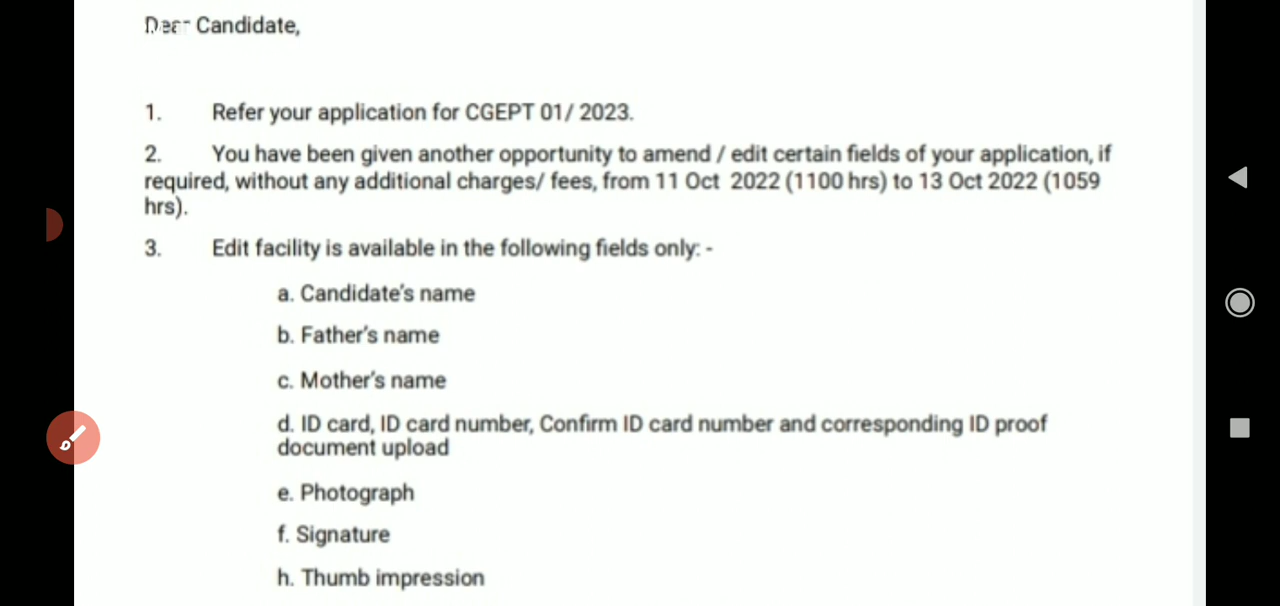 Dear Candidate,
1. Refer your application for CGEPT 01/ 2023.
2. You have been given another opportunity to amend / edit certain fields of your application, if
required, without any additional charges/ fees, from 11 Oct 2022 (1100 hrs) to 13 Oct 2022 (1059
hrs).
3. Edit facility is available in the following fields only: -
a. Candidate's name
b. Father's name
c. Mother's name
d. ID card, ID card number, Confirm ID card number and corresponding ID proof
document upload
e. Photograph
f. Signature
h. Thumb impression